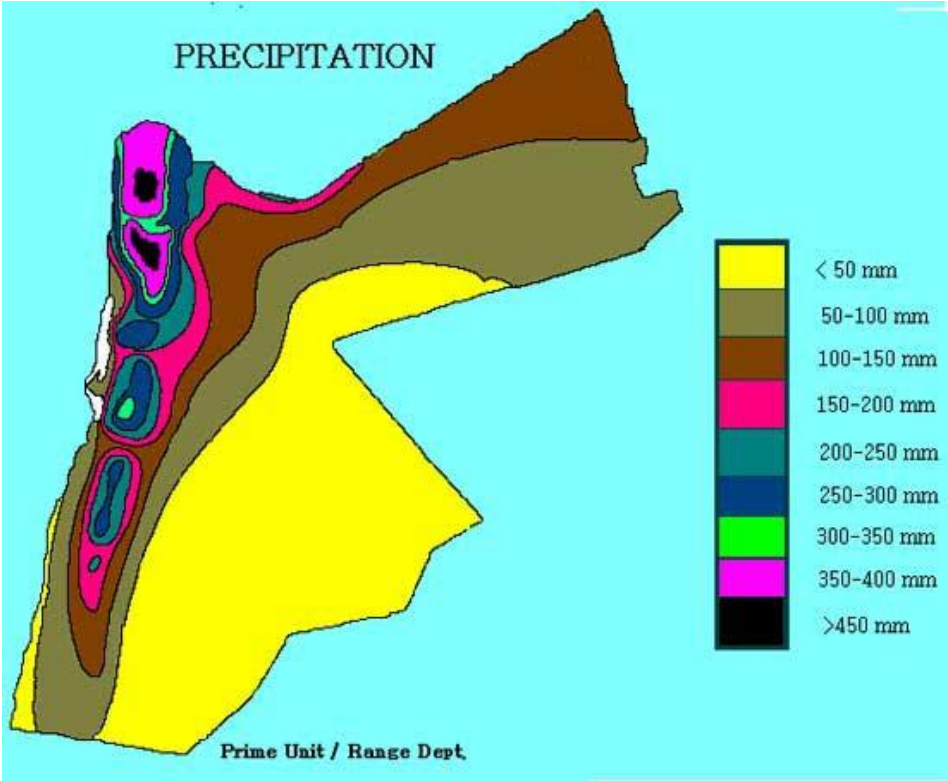 PRECIPITATION
< 50 mm
50-100 mm
100-150 mm
150-200 mm
200-250 mm
250-300 mm
300-350 mm
350-400 mm
>450 mm
Prime Unit / Range Dept.